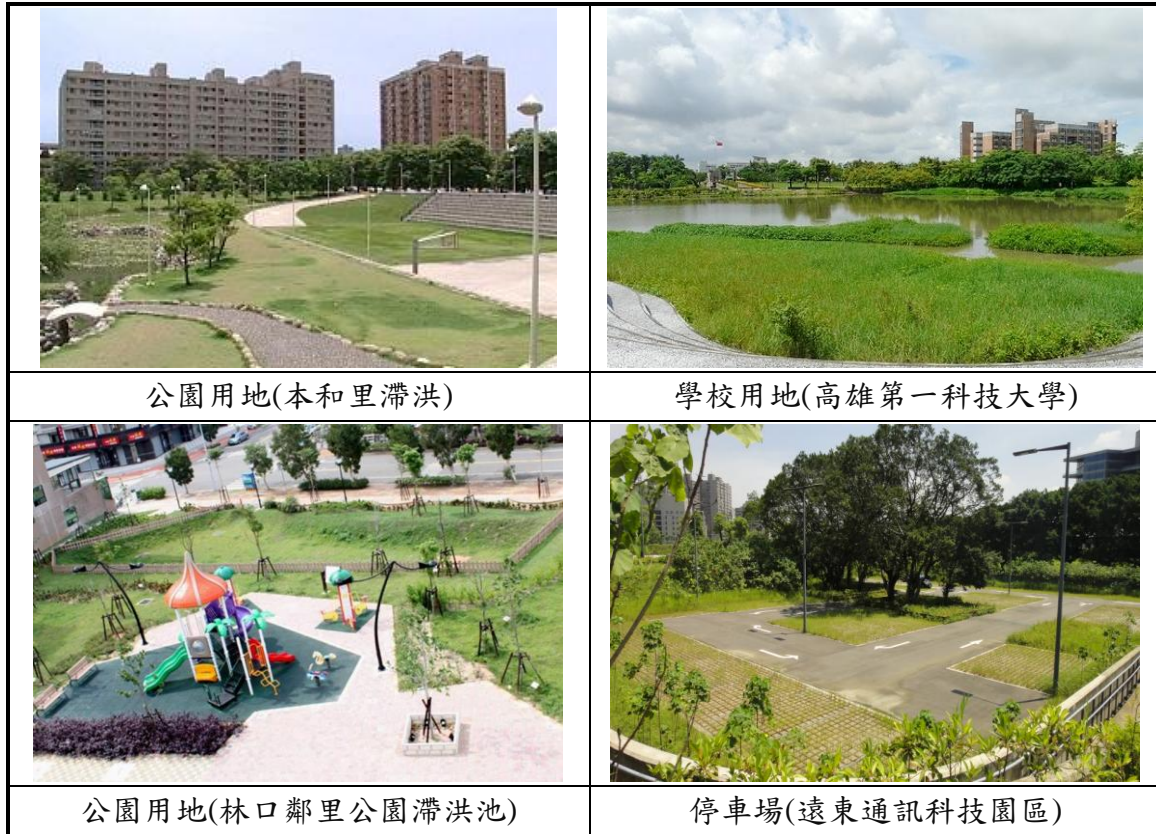 公園用地(本和里滯洪)
學校用地(高雄第一科技大學)
公園用地(林口鄰里公園滯洪池)
停車場(遠東通訊科技園區)